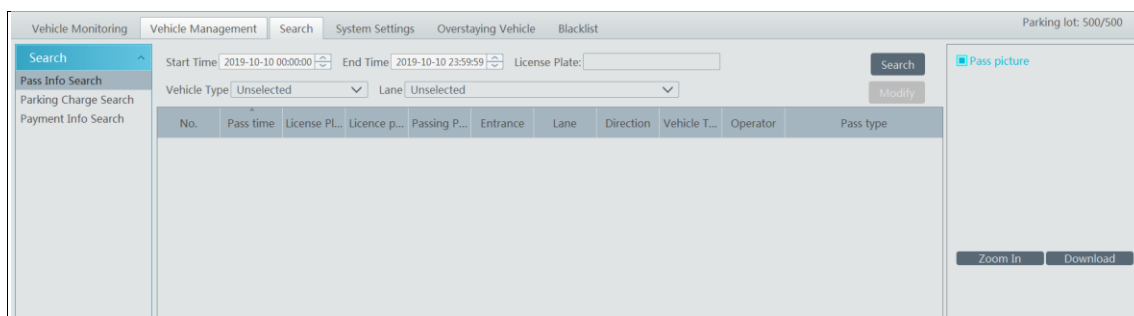 Vehicle Monitoring Vehicle Management Search System Settings Overstaying Vehicle Blacklist Parking lot: 500/500
Search
Pass Info Search
Parking Charge Search
Payment Info Search
Start Time 2019-10-10 00:00:00 End Time 2019-10-10 23:59:59 License Plate: Search
Vehicle Type Unselected Lane Unselected Modify
No. Pass time License Pl... Licence p... Passing P... Entrance Lane Direction Vehicle T... Operator Pass type
Pass picture
Zoom In Download